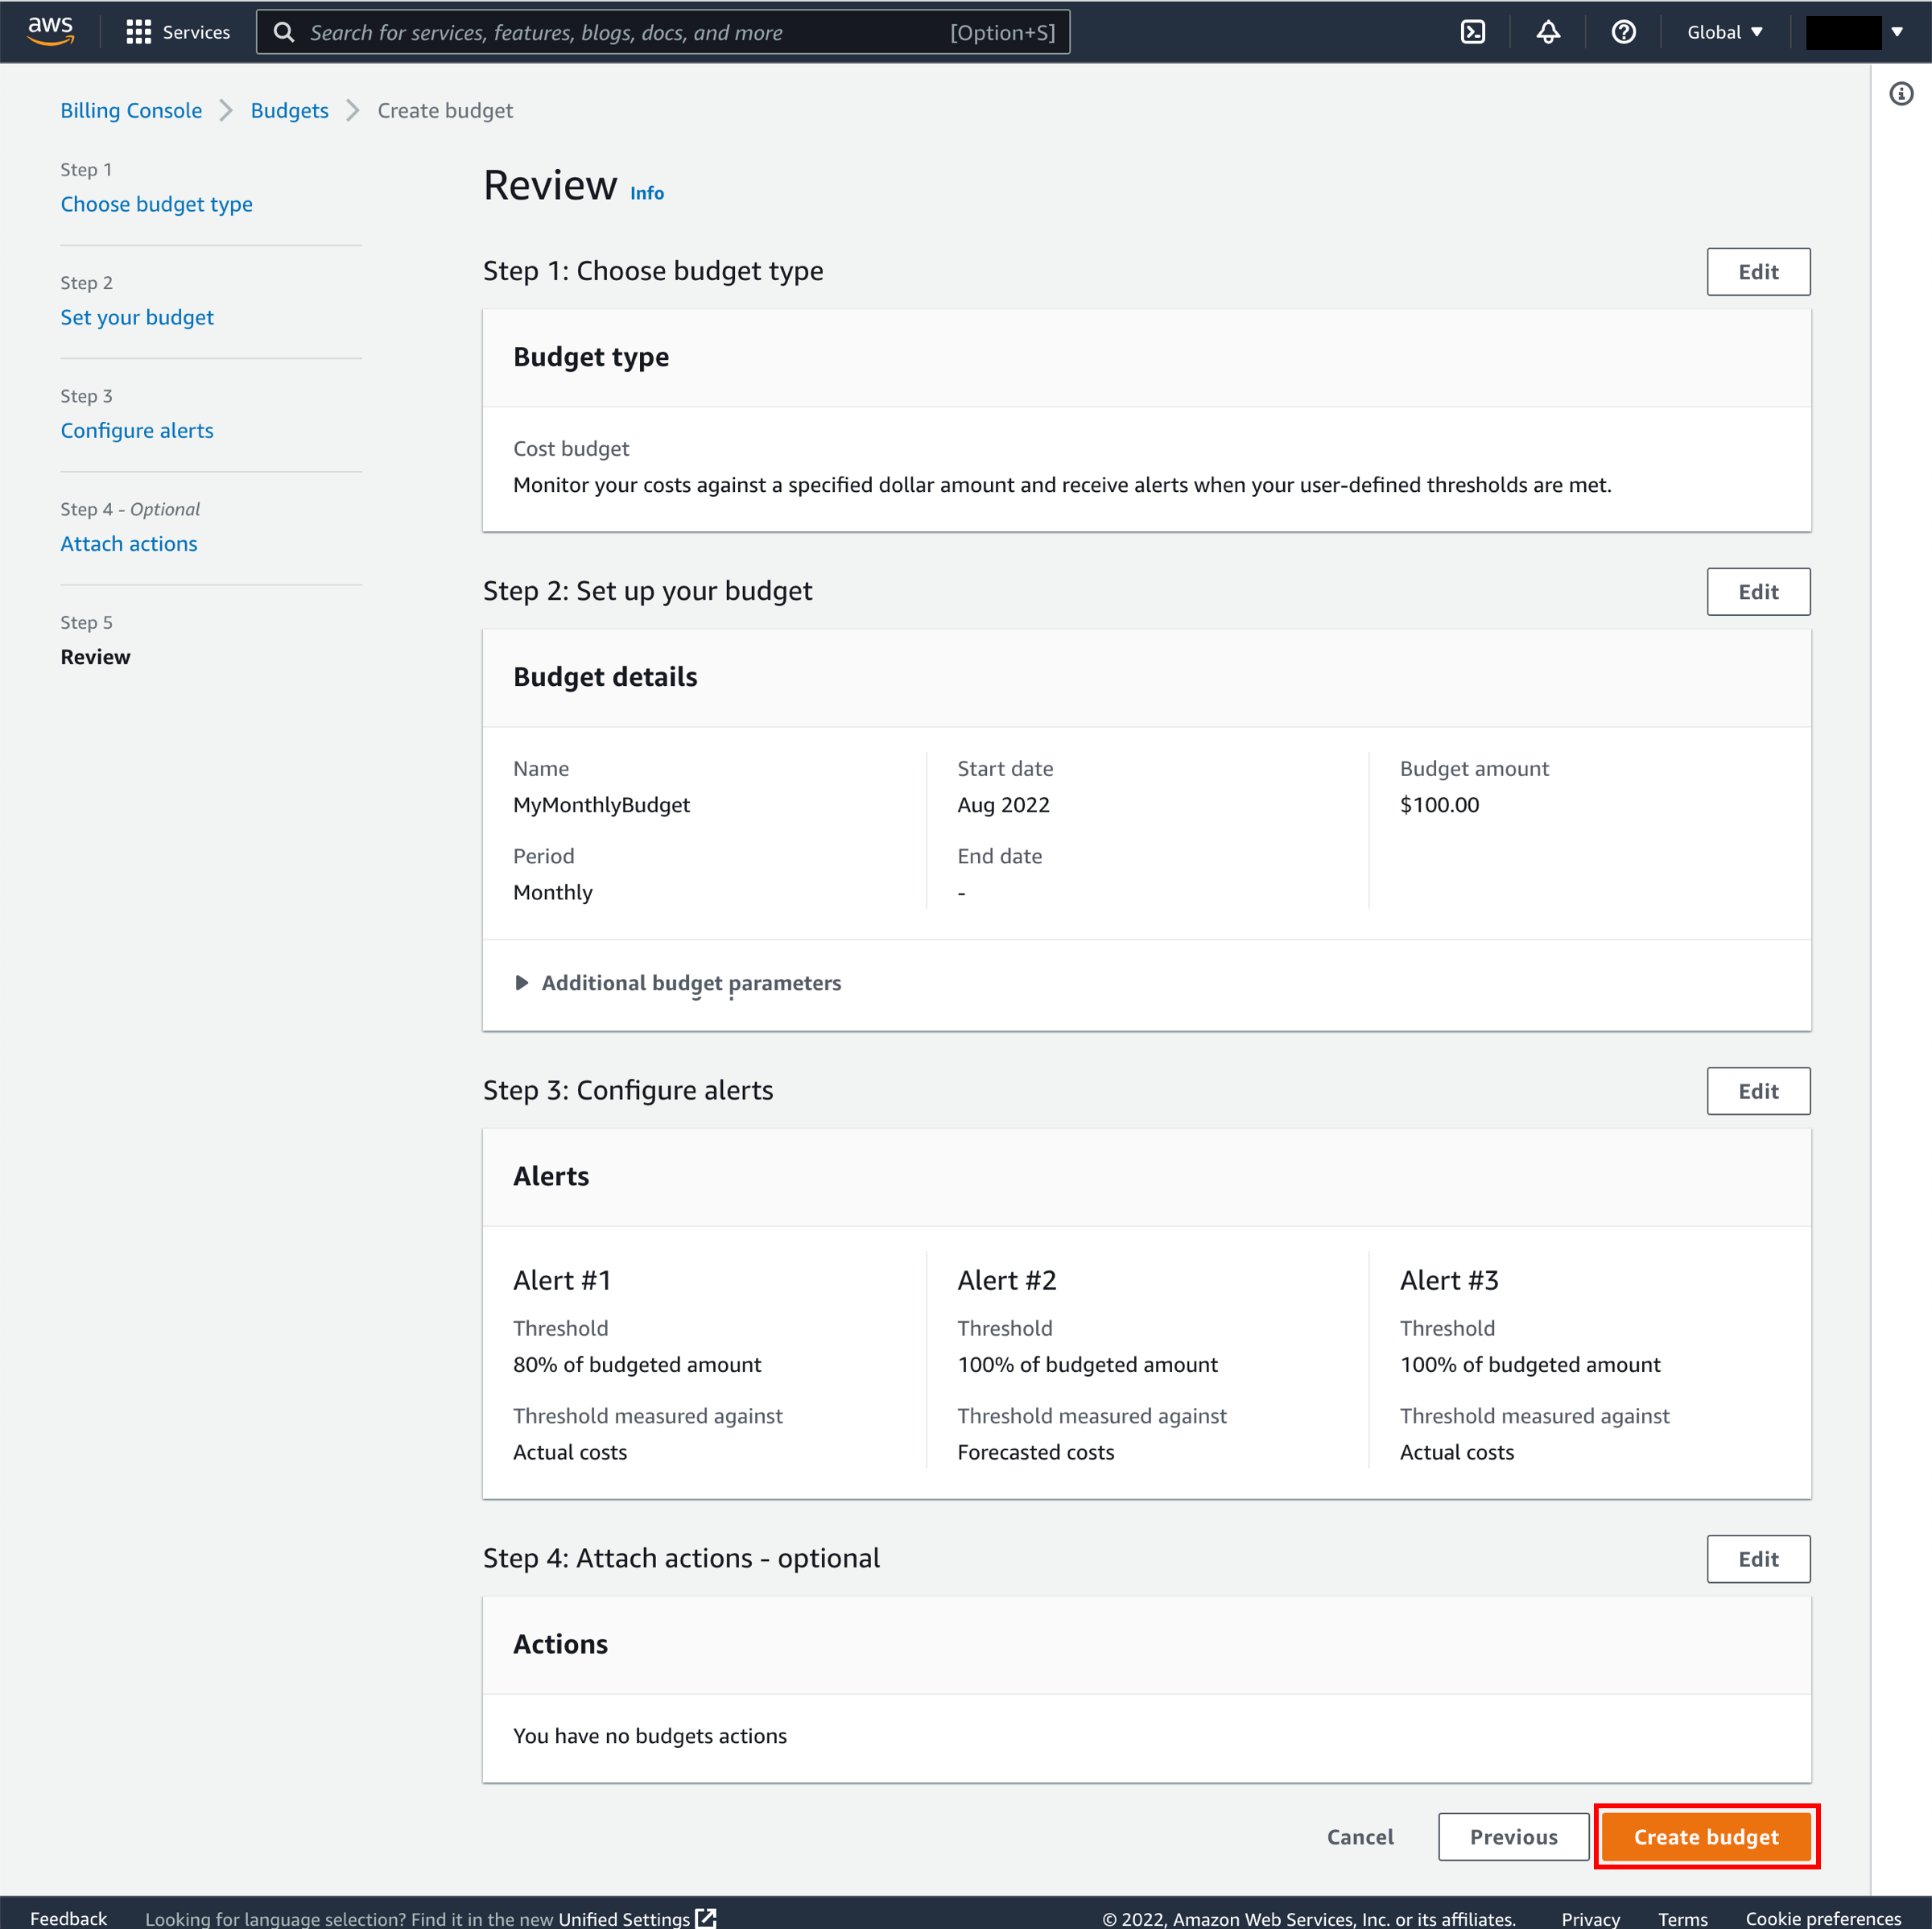 aws
Services
Search for services, features, blogs, docs, and more
[Option+S]
Global
Billing Console
Budgets
Create budget
Step 1
Choose budget type
Step 2
Set your budget
Step 3
Configure alerts
Step 4 - Optional
Attach actions
Step 5
Review
Review Info
Step 1: Choose budget type
Edit
Budget type
Cost budget
Monitor your costs against a specified dollar amount and receive alerts when your user-defined thresholds are met.
Step 2: Set up your budget
Edit
Budget details
Name
MyMonthlyBudget
Period
Monthly
Start date
Aug 2022
End date
-
Budget amount
$100.00
Additional budget parameters
Step 3: Configure alerts
Edit
Alerts
Alert #1
Threshold
80% of budgeted amount
Threshold measured against
Actual costs
Alert #2
Threshold
100% of budgeted amount
Threshold measured against
Forecasted costs
Alert #3
Threshold
100% of budgeted amount
Threshold measured against
Actual costs
Step 4: Attach actions - optional
Edit
Actions
You have no budgets actions
Cancel
Previous
Create budget
Feedback
Looking for language selection? Find it in the new Unified Settings
© 2022, Amazon Web Services, Inc. or its affiliates.
Privacy
Terms
Cookie preferences